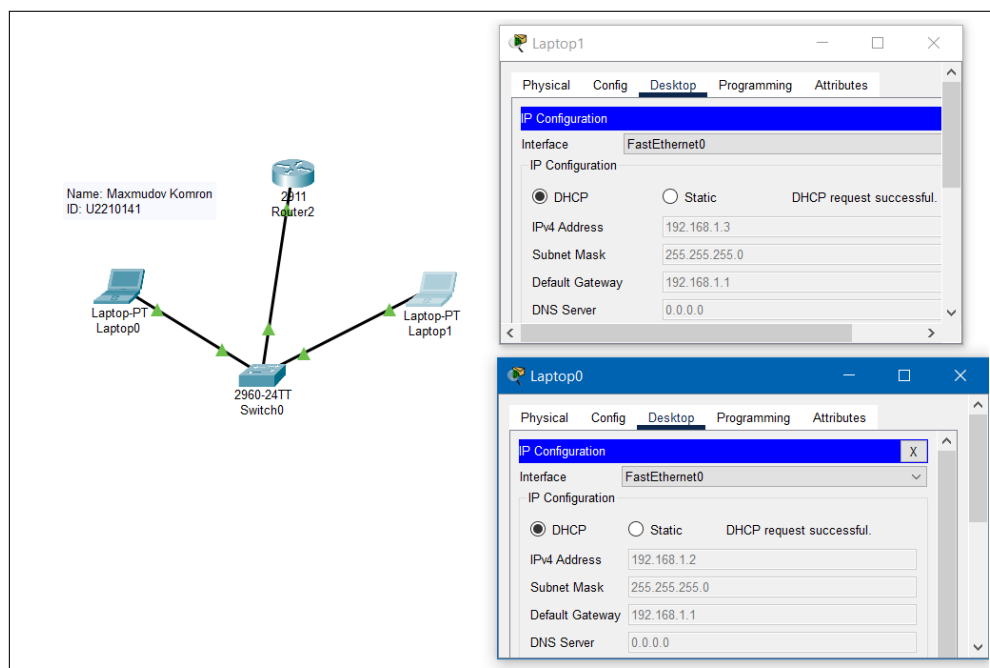 Name: Maxmudov Komron
ID: U2210141
2911
Router2
Laptop-PT
Laptop0
Laptop-PT
Laptop1
2960-24TT
Switch0
Laptop1
Physical Config Desktop Programming Attributes
IP Configuration
Interface FastEthernet0
IP Configuration
DHCP Static DHCP request successful.
IPv4 Address 192.168.1.3
Subnet Mask 255.255.255.0
Default Gateway 192.168.1.1
DNS Server 0.0.0.0
Laptop0
Physical Config Desktop Programming Attributes
IP Configuration X
Interface FastEthernet0
IP Configuration
DHCP Static DHCP request successful.
IPv4 Address 192.168.1.2
Subnet Mask 255.255.255.0
Default Gateway 192.168.1.1
DNS Server 0.0.0.0